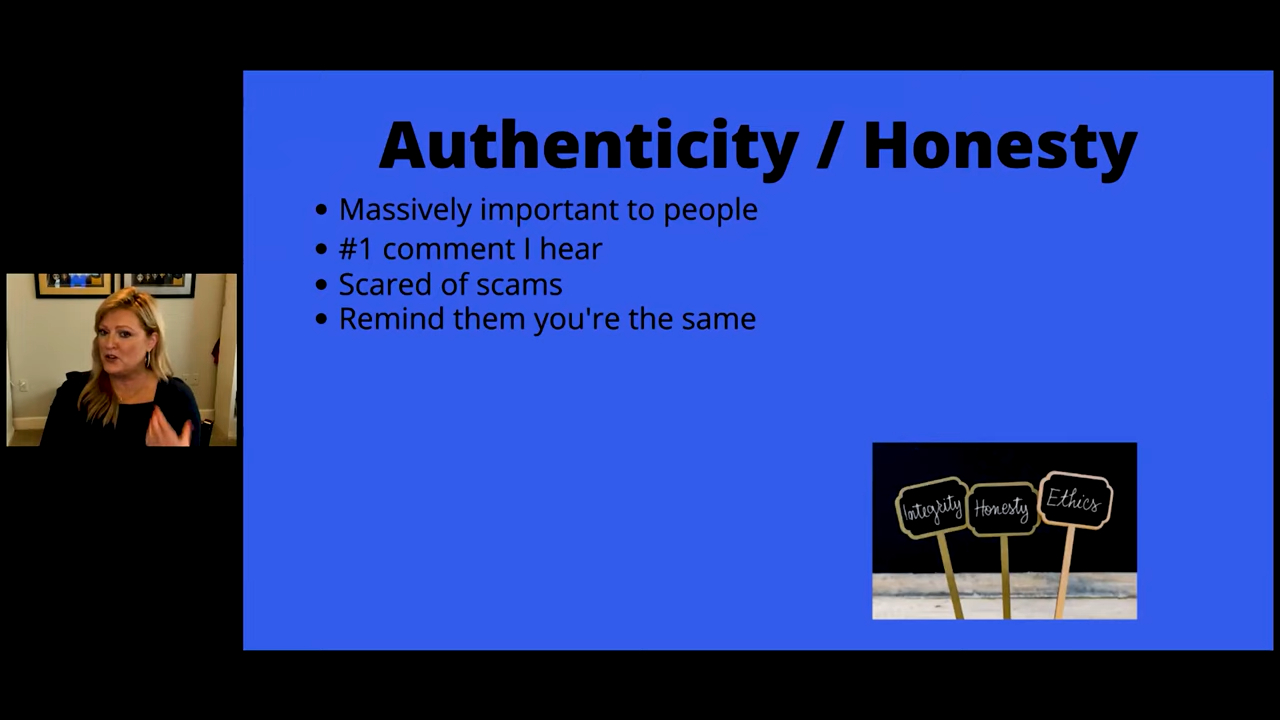 Authenticity / Honesty
• Massively important to people
• #1 comment I hear
• Scared of scams
• Remind them you're the same
Integrity
Honesty
Ethics